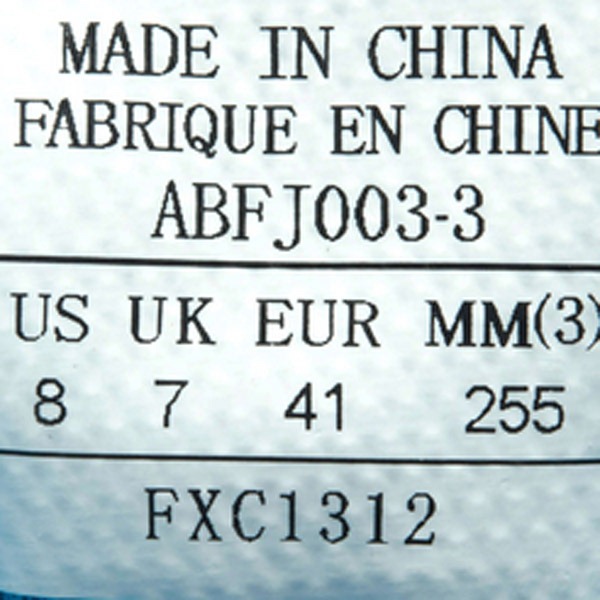 MADE IN CHINA
FABRIQUE EN CHINE
ABFJ003-3
US UK EUR MM(3)
8 7 41 255
FXC1312